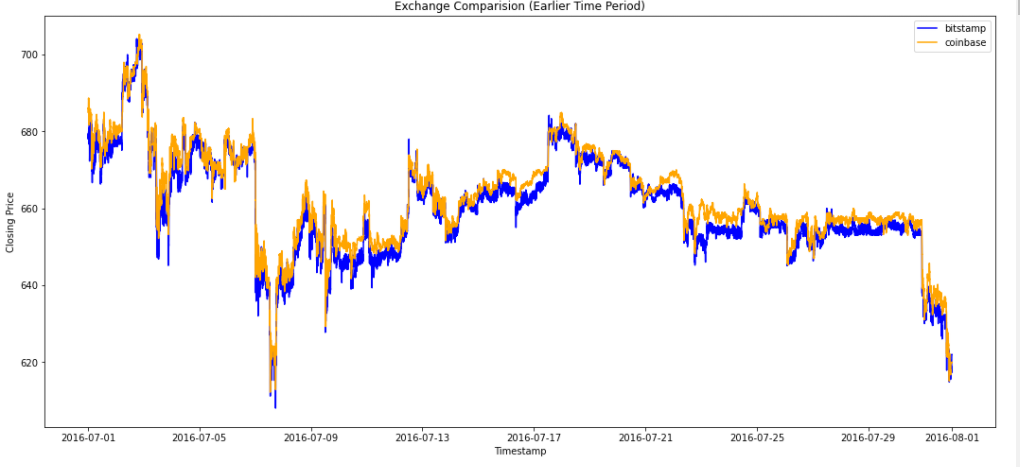 Exchange Comparision (Earlier Time Period)
bitstamp
coinbase
700
680
660
640
620
Closing Price
2016-07-01 2016-07-05 2016-07-09 2016-07-13 2016-07-17 2016-07-21 2016-07-25 2016-07-29 2016-08-01
Timestamp